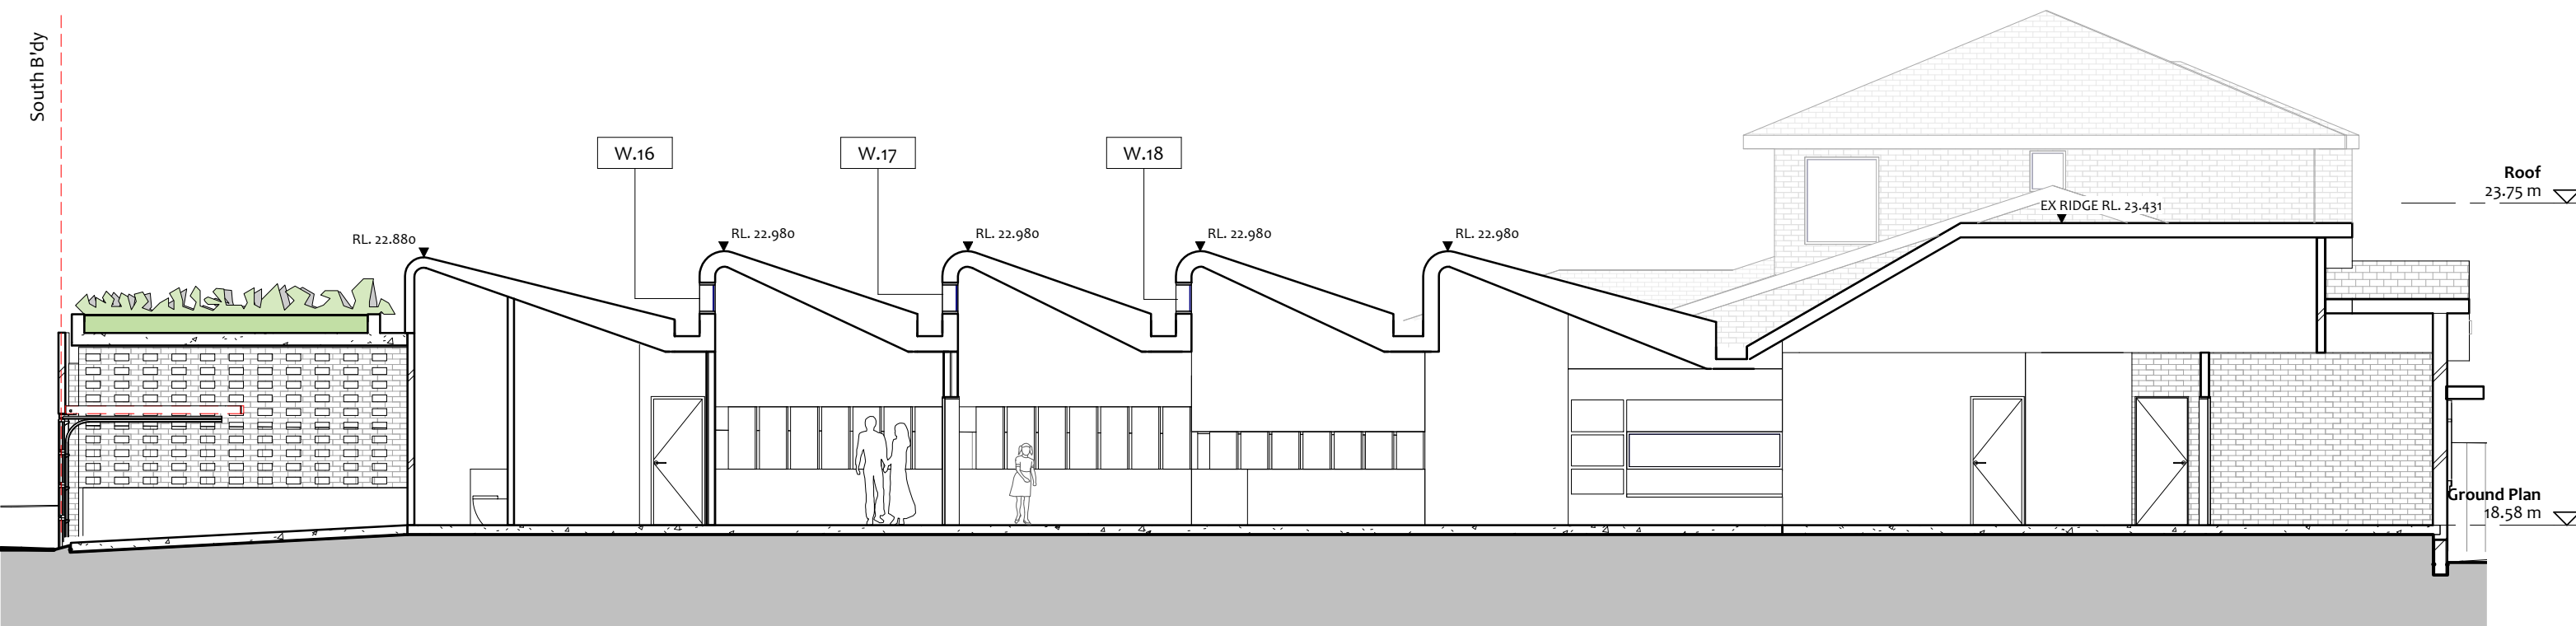 South B'dy
W.16
W.17
W.18
Roof
23.75 m
EX RIDGE RL. 23.431
RL. 22.880
RL. 22.980
RL. 22.980
RL. 22.980
RL. 22.980
Ground Plan
18.58 m